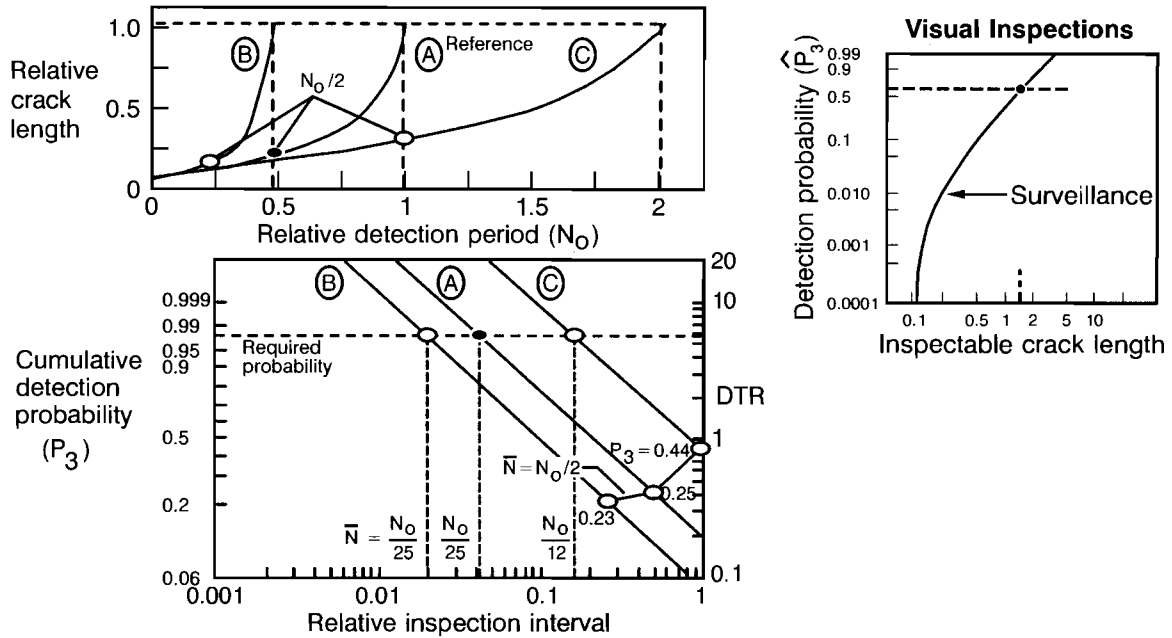 Relative
crack
length
1.0
0.5
0
B
A
Reference
C
N₀/2
0
0.5
1
1.5
2
Relative detection period (N₀)
Visual Inspections
Detection probability (P̂₃)
0.99
0.9
0.5
0.1
0.010
0.001
0.0001
Surveillance
0.1
0.5
1
2
5
10
Inspectable crack length
Cumulative
detection
probability
(P₃)
0.999
0.99
0.95
0.9
0.5
0.2
0.06
B
A
C
Required
probability
20
10
DTR
1
0.1
P₃ = 0.44
N̅ = N₀/2
0.25
0.23
N̅ = N₀/25
N₀/25
N₀/12
0.001
0.01
0.1
1
Relative inspection interval